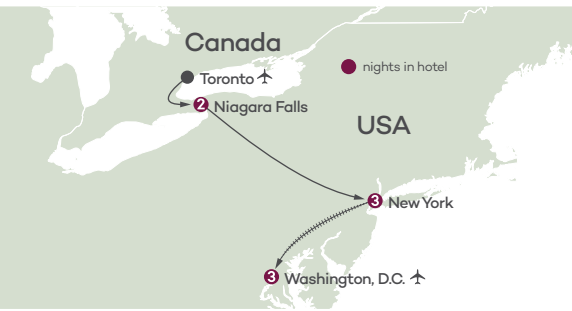 Canada
Toronto
nights in hotel
2 Niagara Falls
USA
3 New York
3 Washington, D.C.